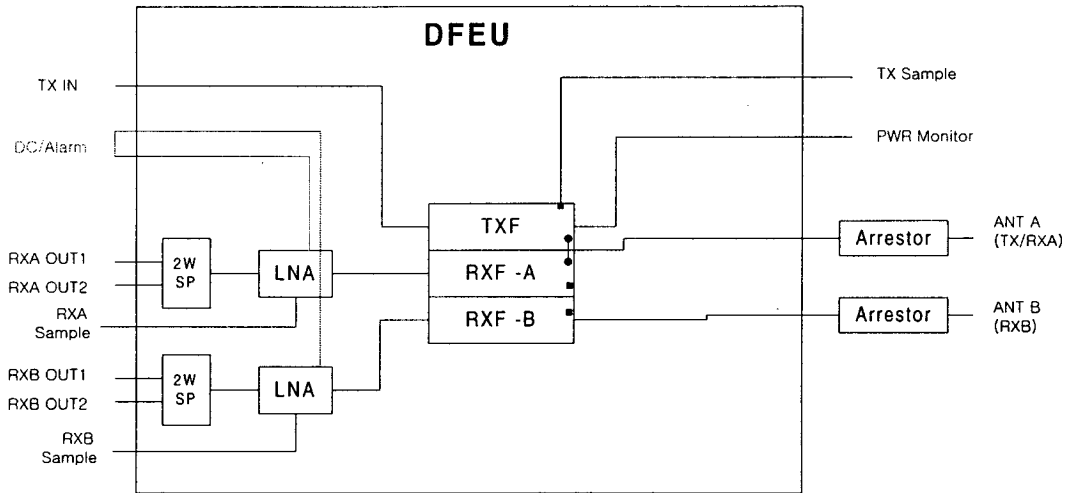 DFEU
TX IN
TX Sample
DC/Alarm
PWR Monitor
TXF
ANT A
(TX/RXA)
Arrestor
RXA OUT1
RXA OUT2
2W
SP
LNA
RXF -A
RXA
Sample
RXF -B
Arrestor
ANT B
(RXB)
RXB OUT1
RXB OUT2
2W
SP
LNA
RXB
Sample